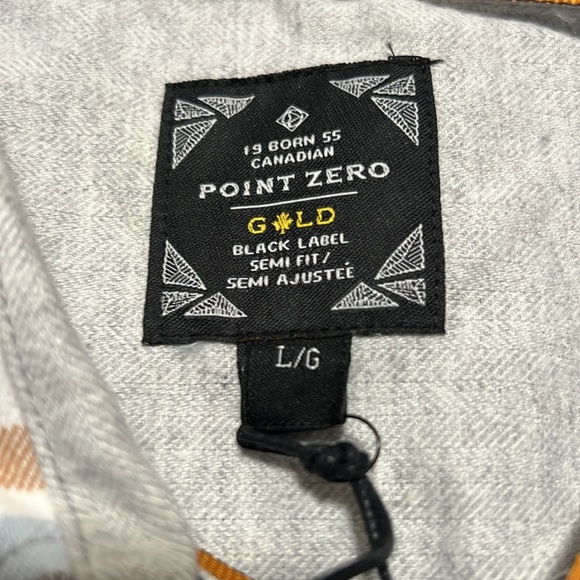 19 BORN 55
CANADIAN
POINT ZERO
GOLD
BLACK LABEL
SEMI FIT/
SEMI AJUSTÉE
L/G